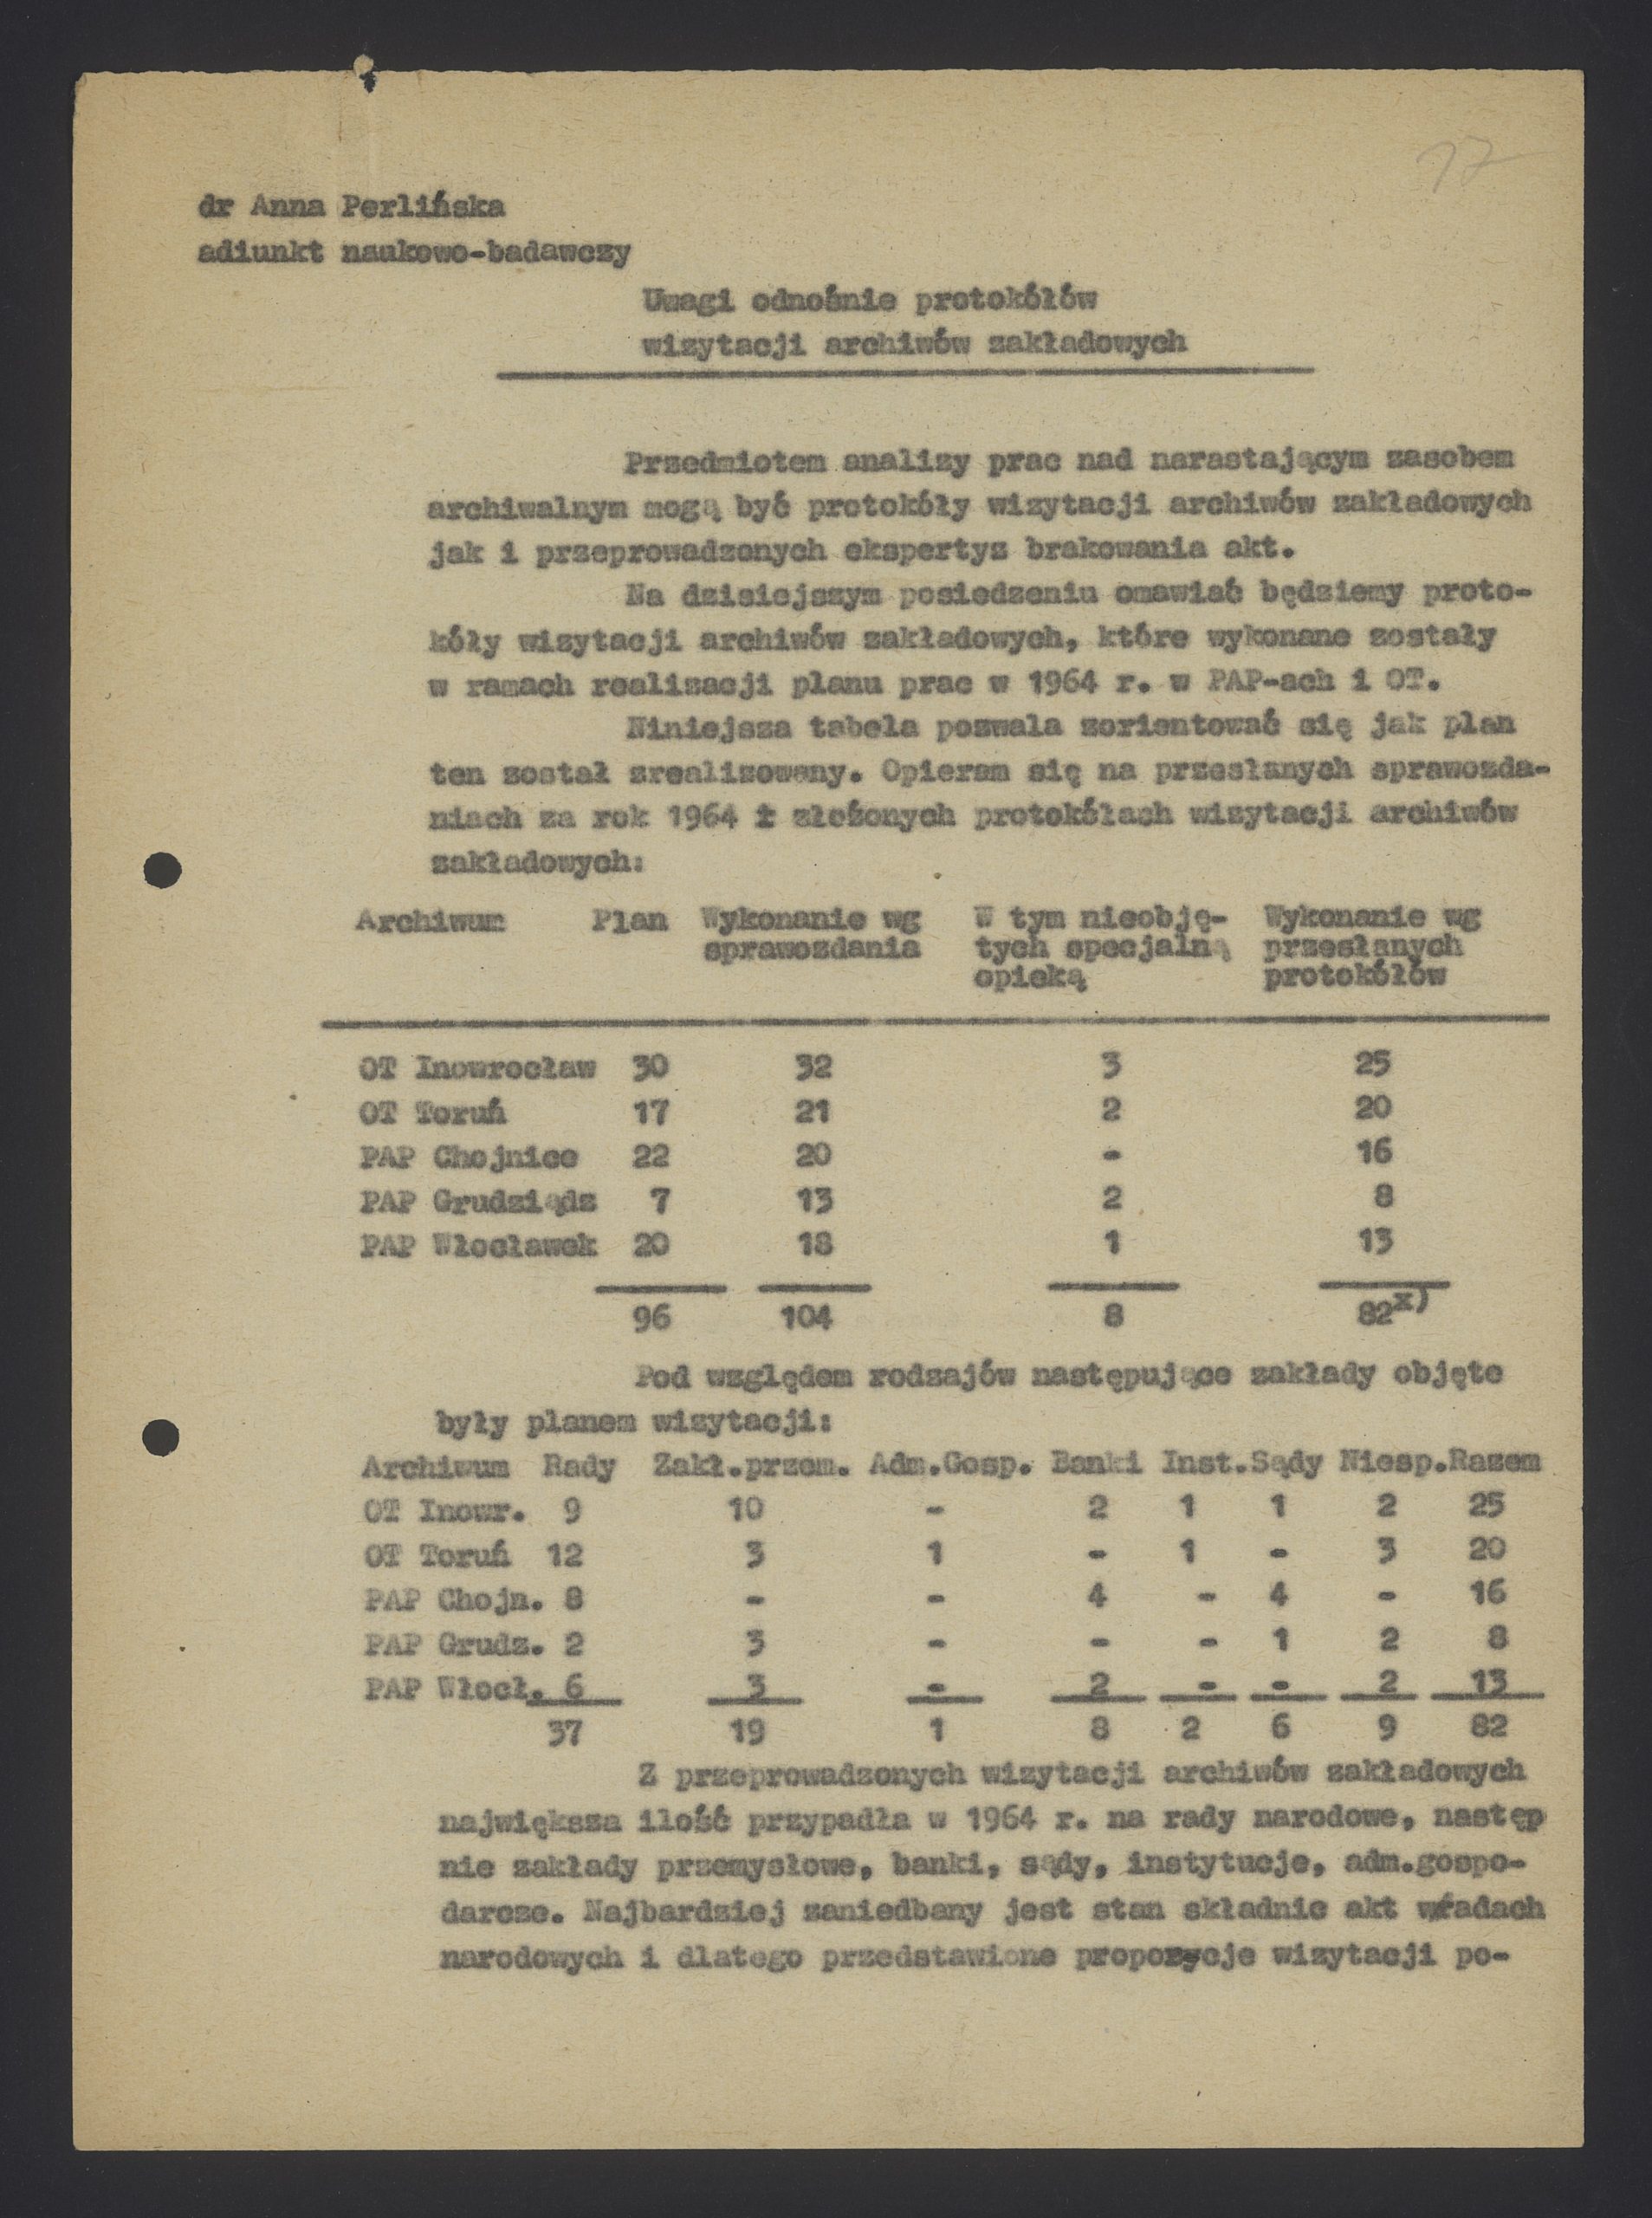 17
dr Anna Perlińska
adiunkt naukowo-badawczy
Uwagi odnośnie protokółów
wizytacji archiwów zakładowych
Przedmiotem analizy prac nad narastającym zasobem
archiwalnym mogą być protokóły wizytacji archiwów zakładowych
jak i przeprowadzonych ekspertyz brakowania akt.
Na dzisiejszym posiedzeniu omawiać będziemy proto-
kóły wizytacji archiwów zakładowych, które wykonane zostały
w ramach realizacji planu prac w 1964 r. w PAP-ach i OT.
Niniejsza tabela pozwala zorientować się jak plan
ten został zrealizowany. Opieram się na przesłanych sprawozda-
niach za rok 1964 i złożonych protokółach wizytacji archiwów
zakładowych:
Archiwum Plan Wykonanie wg W tym nieobję- Wykonanie wg
sprawozdania tych specjalną przesłanych
opieką protokółów
OT Inowrocław 30 32 3 25
OT Toruń 17 21 2 20
PAP Chojnice 22 20 - 16
PAP Grudziądz 7 13 2 8
PAP Włocławek 20 18 1 13
96 104 8 82x)
Pod względem rodzajów następujące zakłady objęte
były planem wizytacji:
Archiwum Rady Zakł.przem. Adm.Gosp. Banki Inst.Sądy Niesp.Razem
OT Inowr. 9 10 - 2 1 1 2 25
OT Toruń 12 3 1 - 1 - 3 20
PAP Chojn. 8 - - 4 - 4 - 16
PAP Grudz. 2 3 - - - 1 2 8
PAP Włocł. 6 3 - 2 - - 2 13
37 19 1 8 2 6 9 82
Z przeprowadzonych wizytacji archiwów zakładowych
największa ilość przypadła w 1964 r. na rady narodowe, następ
nie zakłady przemysłowe, banki, sądy, instytucje, adm.gospo-
darcze. Najbardziej zaniedbany jest stan składnic akt w/radach
narodowych i dlatego przedstawione propozycje wizytacji po-